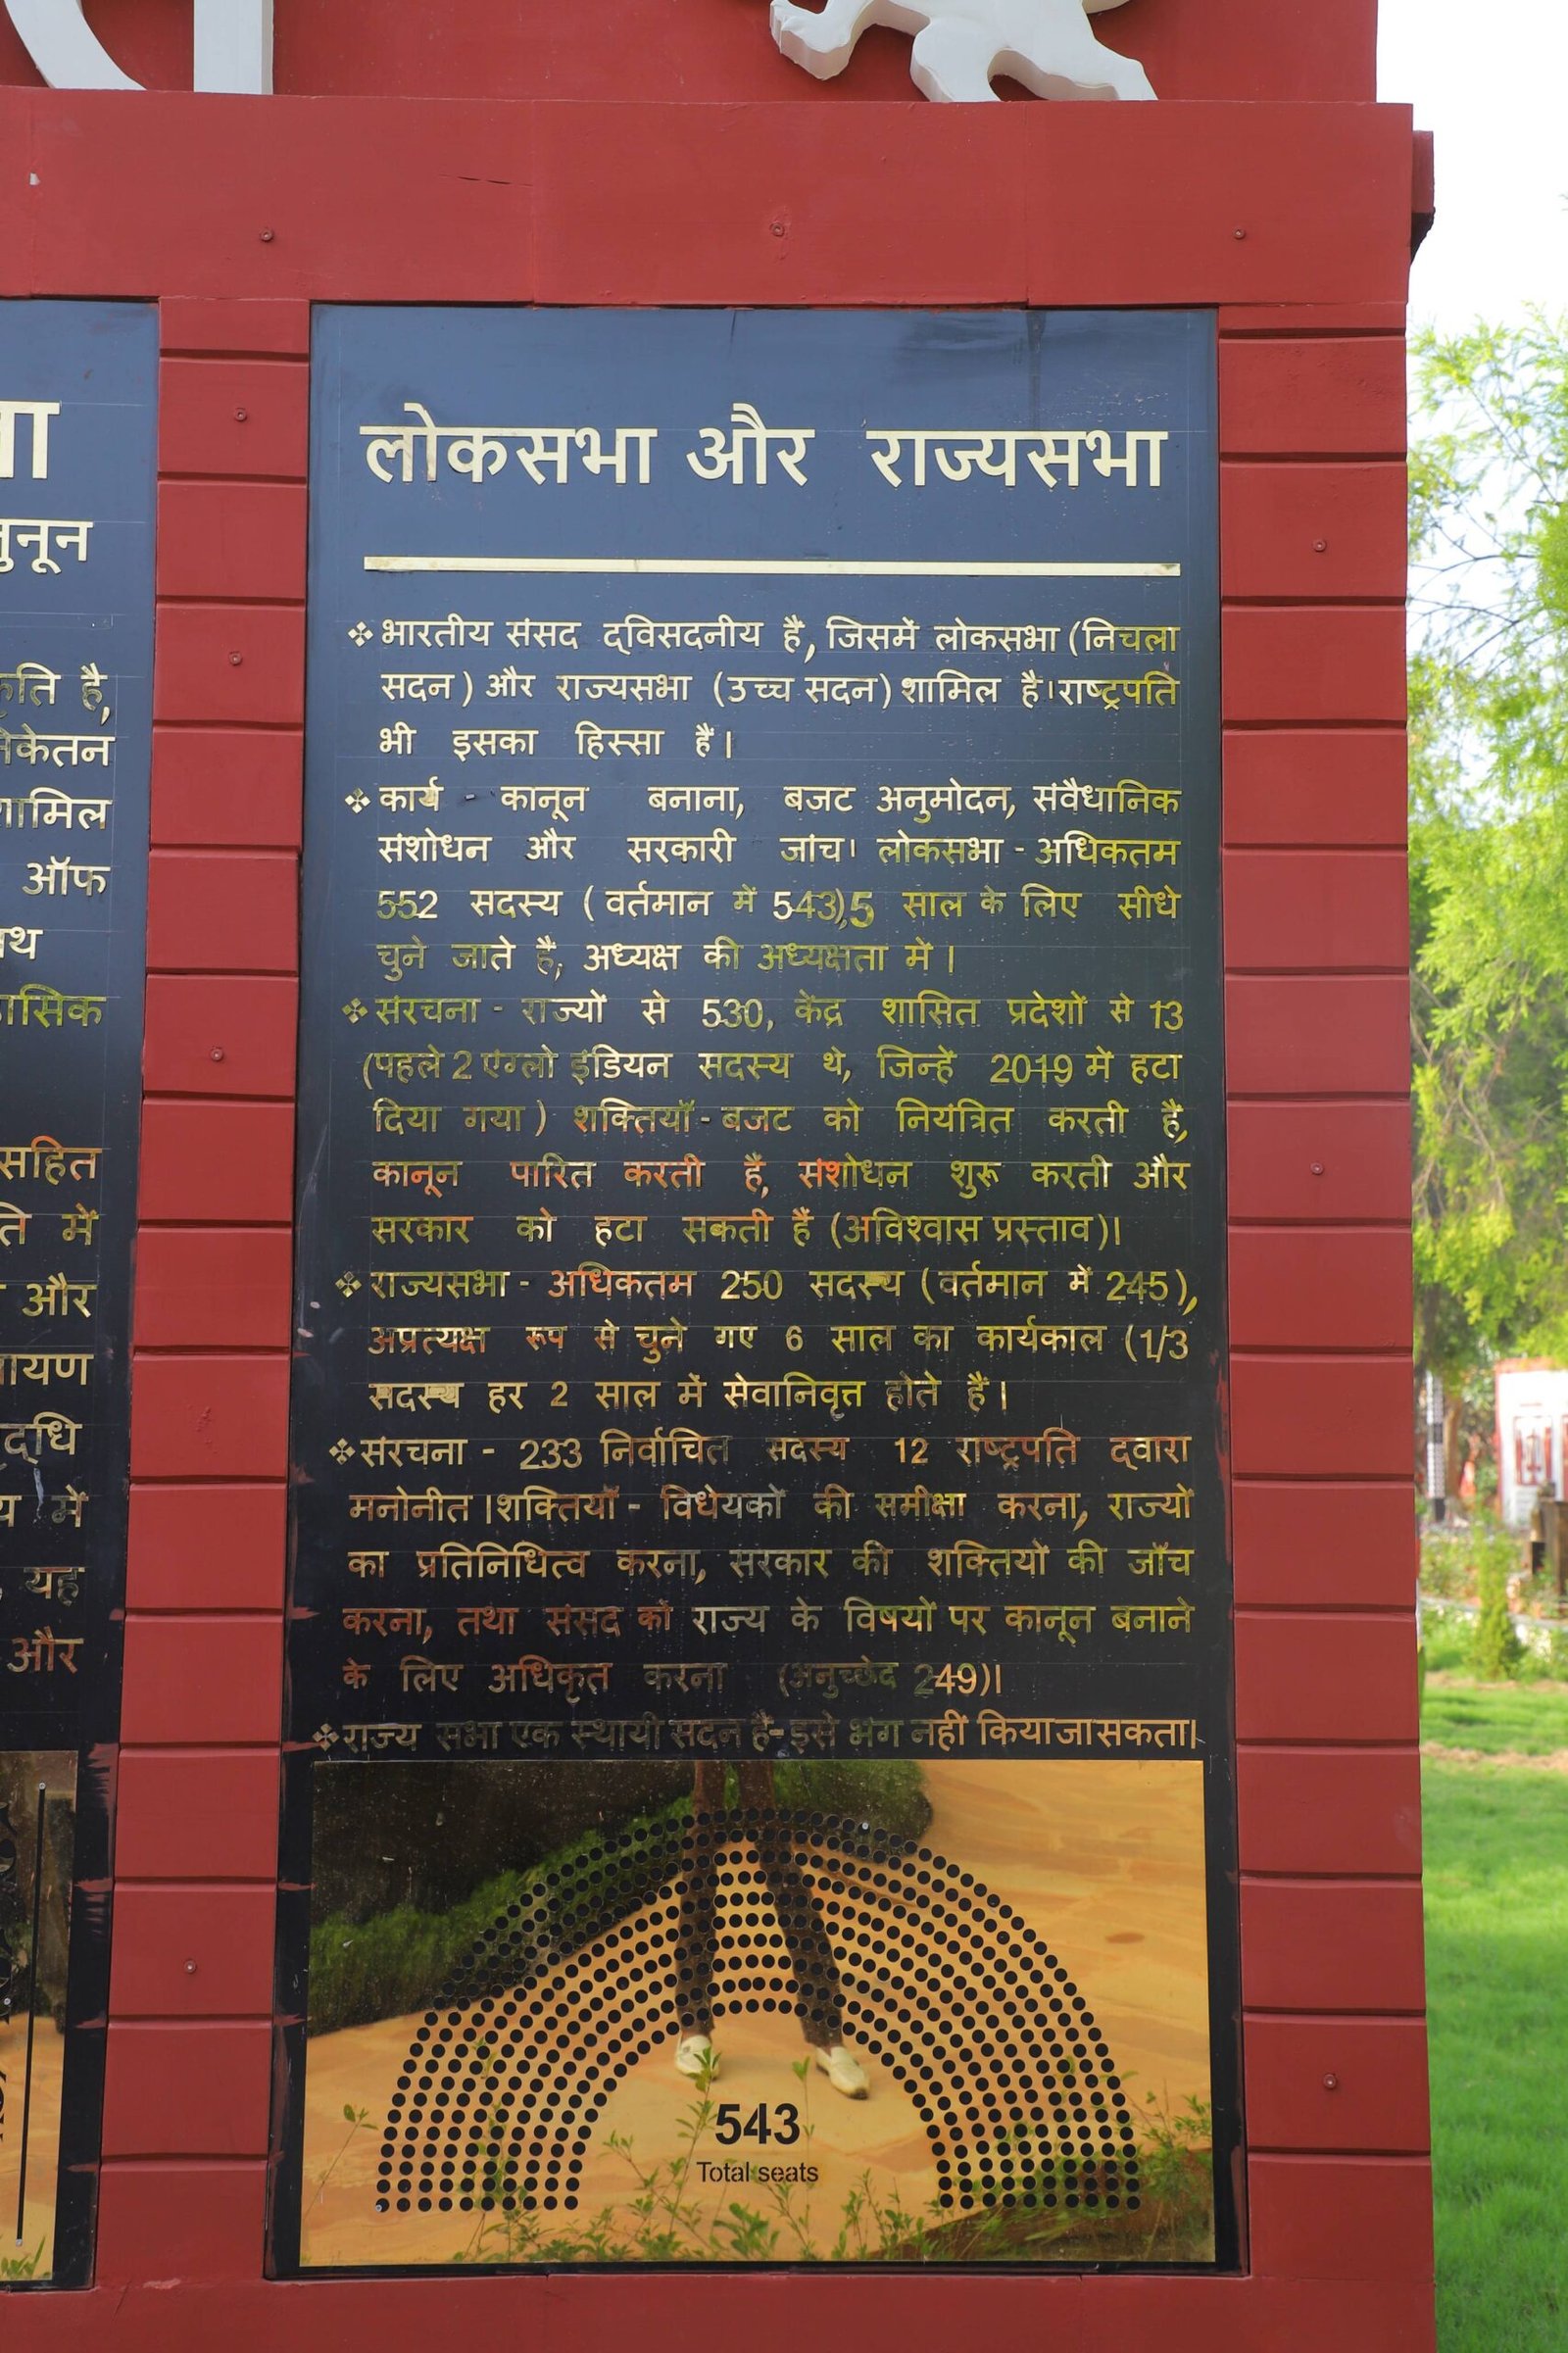 लोकसभा और राज्यसभा
❖ भारतीय संसद द्विसदनीय है, जिसमें लोकसभा (निचला
सदन) और राज्यसभा (उच्च सदन) शामिल है। राष्ट्रपति
भी इसका हिस्सा हैं।
❖ कार्य - कानून बनाना, बजट अनुमोदन, संवैधानिक
संशोधन और सरकारी जांच। लोकसभा - अधिकतम
552 सदस्य ( वर्तमान में 543),5 साल के लिए सीधे
चुने जाते हैं, अध्यक्ष की अध्यक्षता में।
❖ संरचना - राज्यों से 530, केंद्र शासित प्रदेशों से 13
(पहले 2 एंग्लो इंडियन सदस्य थे, जिन्हें 2019 में हटा
दिया गया ) शक्तियाँ - बजट को नियंत्रित करती है,
कानून पारित करती है, संशोधन शुरू करती और
सरकार को हटा सकती है (अविश्वास प्रस्ताव)।
❖ राज्यसभा - अधिकतम 250 सदस्य (वर्तमान में 245),
अप्रत्यक्ष रूप से चुने गए 6 साल का कार्यकाल (1/3
सदस्य हर 2 साल में सेवानिवृत्त होते हैं।
❖ संरचना - 233 निर्वाचित सदस्य 12 राष्ट्रपति द्वारा
मनोनीत । शक्तियाँ - विधेयकों की समीक्षा करना, राज्यों
का प्रतिनिधित्व करना, सरकार की शक्तियों की जाँच
करना, तथा संसद को राज्य के विषयों पर कानून बनाने
के लिए अधिकृत करना (अनुच्छेद 249)।
❖ राज्य सभा एक स्थायी सदन है- इसे भंग नहीं किया जा सकता।
543
Total seats
नुून
है,
ऑफ
सहित
में
और
में
यह
और